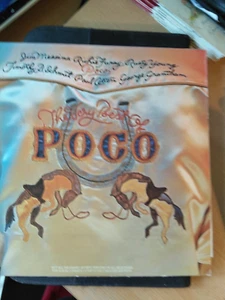 Jim Messina Richie Furay Rusty Young
Timothy B. Schmit Paul Cotton George Grantham
The Very Best of
POCO